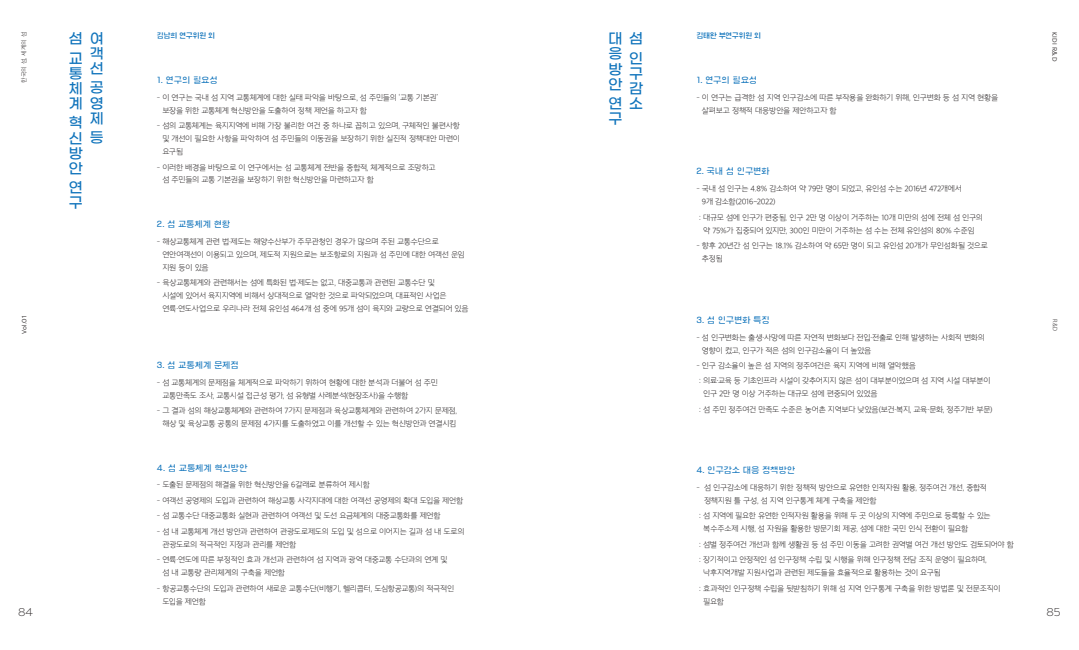 한국의 섬 세계의 섬
Vol.01
84
여객선 공영제 등
섬 교통체계 혁신방안 연구
김남희 연구위원 외
1. 연구의 필요성
- 이 연구는 국내 섬 지역 교통체계에 대한 실태 파악을 바탕으로, 섬 주민들의 '교통 기본권'
보장을 위한 교통체계 혁신방안을 도출하여 정책 제언을 하고자 함
- 섬의 교통체계는 육지지역에 비해 가장 불리한 여건 중 하나로 꼽히고 있으며, 구체적인 불편사항
및 개선이 필요한 사항을 파악하여 섬 주민들의 이동권을 보장하기 위한 실진적 정책대안 마련이
요구됨
- 이러한 배경을 바탕으로 이 연구에서는 섬 교통체계 전반을 종합적, 체계적으로 조망하고
섬 주민들의 교통 기본권을 보장하기 위한 혁신방안을 마련하고자 함
2. 섬 교통체계 현황
- 해상교통체계 관련 법·제도는 해양수산부가 주무관청인 경우가 많으며 주된 교통수단으로
연안여객선이 이용되고 있으며, 제도적 지원으로는 보조항로의 지원과 섬 주민에 대한 여객선 운임
지원 등이 있음
- 육상교통체계와 관련해서는 섬에 특화된 법·제도는 없고, 대중교통과 관련된 교통수단 및
시설에 있어서 육지지역에 비해서 상대적으로 열악한 것으로 파악되었으며, 대표적인 사업은
연륙·연도사업으로 우리나라 전체 유인섬 464개 섬 중에 95개 섬이 육지와 교량으로 연결되어 있음
3. 섬 교통체계 문제점
- 섬 교통체계의 문제점을 체계적으로 파악하기 위하여 현황에 대한 분석과 더불어 섬 주민
교통만족도 조사, 교통시설 접근성 평가, 섬 유형별 사례분석(현장조사)을 수행함
- 그 결과 섬의 해상교통체계와 관련하여 7가지 문제점과 육상교통체계와 관련하여 2가지 문제점,
해상 및 육상교통 공통의 문제점 4가지를 도출하였고 이를 개선할 수 있는 혁신방안과 연결시킴
4. 섬 교통체계 혁신방안
- 도출된 문제점의 해결을 위한 혁신방안을 6갈래로 분류하여 제시함
- 여객선 공영제의 도입과 관련하여 해상교통 사각지대에 대한 여객선 공영제의 확대 도입을 제언함
- 섬 교통수단 대중교통화 실현과 관련하여 여객선 및 도선 요금체계의 대중교통화를 제언함
- 섬 내 교통체계 개선 방안과 관련하여 관광도로제도의 도입 및 섬으로 이어지는 길과 섬 내 도로의
관광도로의 적극적인 지정과 관리를 제언함
- 연륙·연도에 따른 부정적인 효과 개선과 관련하여 섬 지역과 광역 대중교통 수단과의 연계 및
섬 내 교통량 관리체계의 구축을 제언함
- 항공교통수단의 도입과 관련하여 새로운 교통수단(비행기, 헬리콥터, 도심항공교통)의 적극적인
도입을 제언함
섬 인구감소
대응방안 연구
김태완 부연구위원 외
1. 연구의 필요성
- 이 연구는 급격한 섬 지역 인구감소에 따른 부작용을 완화하기 위해, 인구변화 등 섬 지역 현황을
살펴보고 정책적 대응방안을 제안하고자 함
2. 국내 섬 인구변화
- 국내 섬 인구는 4.8% 감소하여 약 79만 명이 되었고, 유인섬 수는 2016년 472개에서
9개 감소함(2016~2022)
: 대규모 섬에 인구가 편중됨, 인구 2만 명 이상이 거주하는 10개 미만의 섬에 전체 섬 인구의
약 75%가 집중되어 있지만, 300인 미만이 거주하는 섬 수는 전체 유인섬의 80% 수준임
- 향후 20년간 섬 인구는 18.1% 감소하여 약 65만 명이 되고 유인섬 20개가 무인섬화될 것으로
추정됨
3. 섬 인구변화 특징
- 섬 인구변화는 출생·사망에 따른 자연적 변화보다 전입·전출로 인해 발생하는 사회적 변화의
영향이 컸고, 인구가 적은 섬의 인구감소율이 더 높았음
- 인구 감소율이 높은 섬 지역의 정주여건은 육지 지역에 비해 열악했음
: 의료·교육 등 기초인프라 시설이 갖추어지지 않은 섬이 대부분이었으며 섬 지역 시설 대부분이
인구 2만 명 이상 거주하는 대규모 섬에 편중되어 있었음
: 섬 주민 정주여건 만족도 수준은 농어촌 지역보다 낮았음(보건·복지, 교육·문화, 정주기반 부문)
4. 인구감소 대응 정책방안
- 섬 인구감소에 대응하기 위한 정책적 방안으로 유연한 인적자원 활용, 정주여건 개선, 종합적
정책지원 틀 구성, 섬 지역 인구통계 체계 구축을 제안함
: 섬 지역에 필요한 유연한 인적자원 활용을 위해 두 곳 이상의 지역에 주민으로 등록할 수 있는
복수주소제 시행, 섬 자원을 활용한 방문기회 제공, 섬에 대한 국민 인식 전환이 필요함
: 섬별 정주여건 개선과 함께 생활권 등 섬 주민 이동을 고려한 권역별 여건 개선 방안도 검토되어야 함
: 장기적이고 안정적인 섬 인구정책 수립 및 시행을 위해 인구정책 전담 조직 운영이 필요하며,
낙후지역개발 지원사업과 관련된 제도들을 효율적으로 활용하는 것이 요구됨
: 효과적인 인구정책 수립을 뒷받침하기 위해 섬 지역 인구통계 구축을 위한 방법론 및 전문조직이
필요함
KIDI R&D
R&D
85